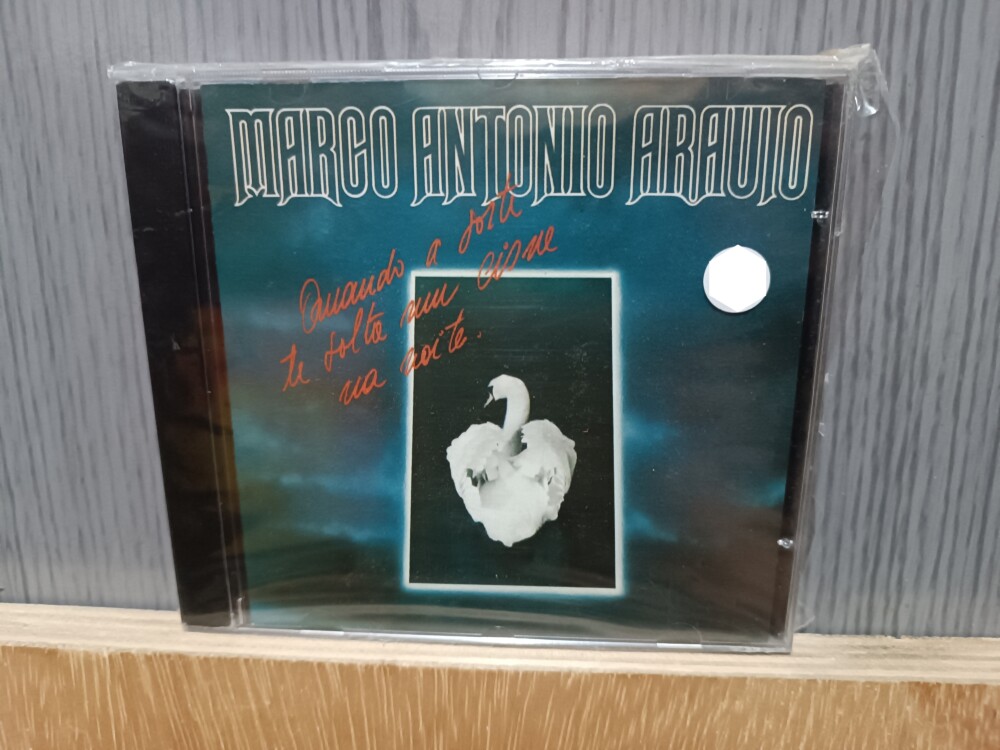 MARCO ANTONIO ARAUJO
Quando a sorte
te solta um cisne
na noite.